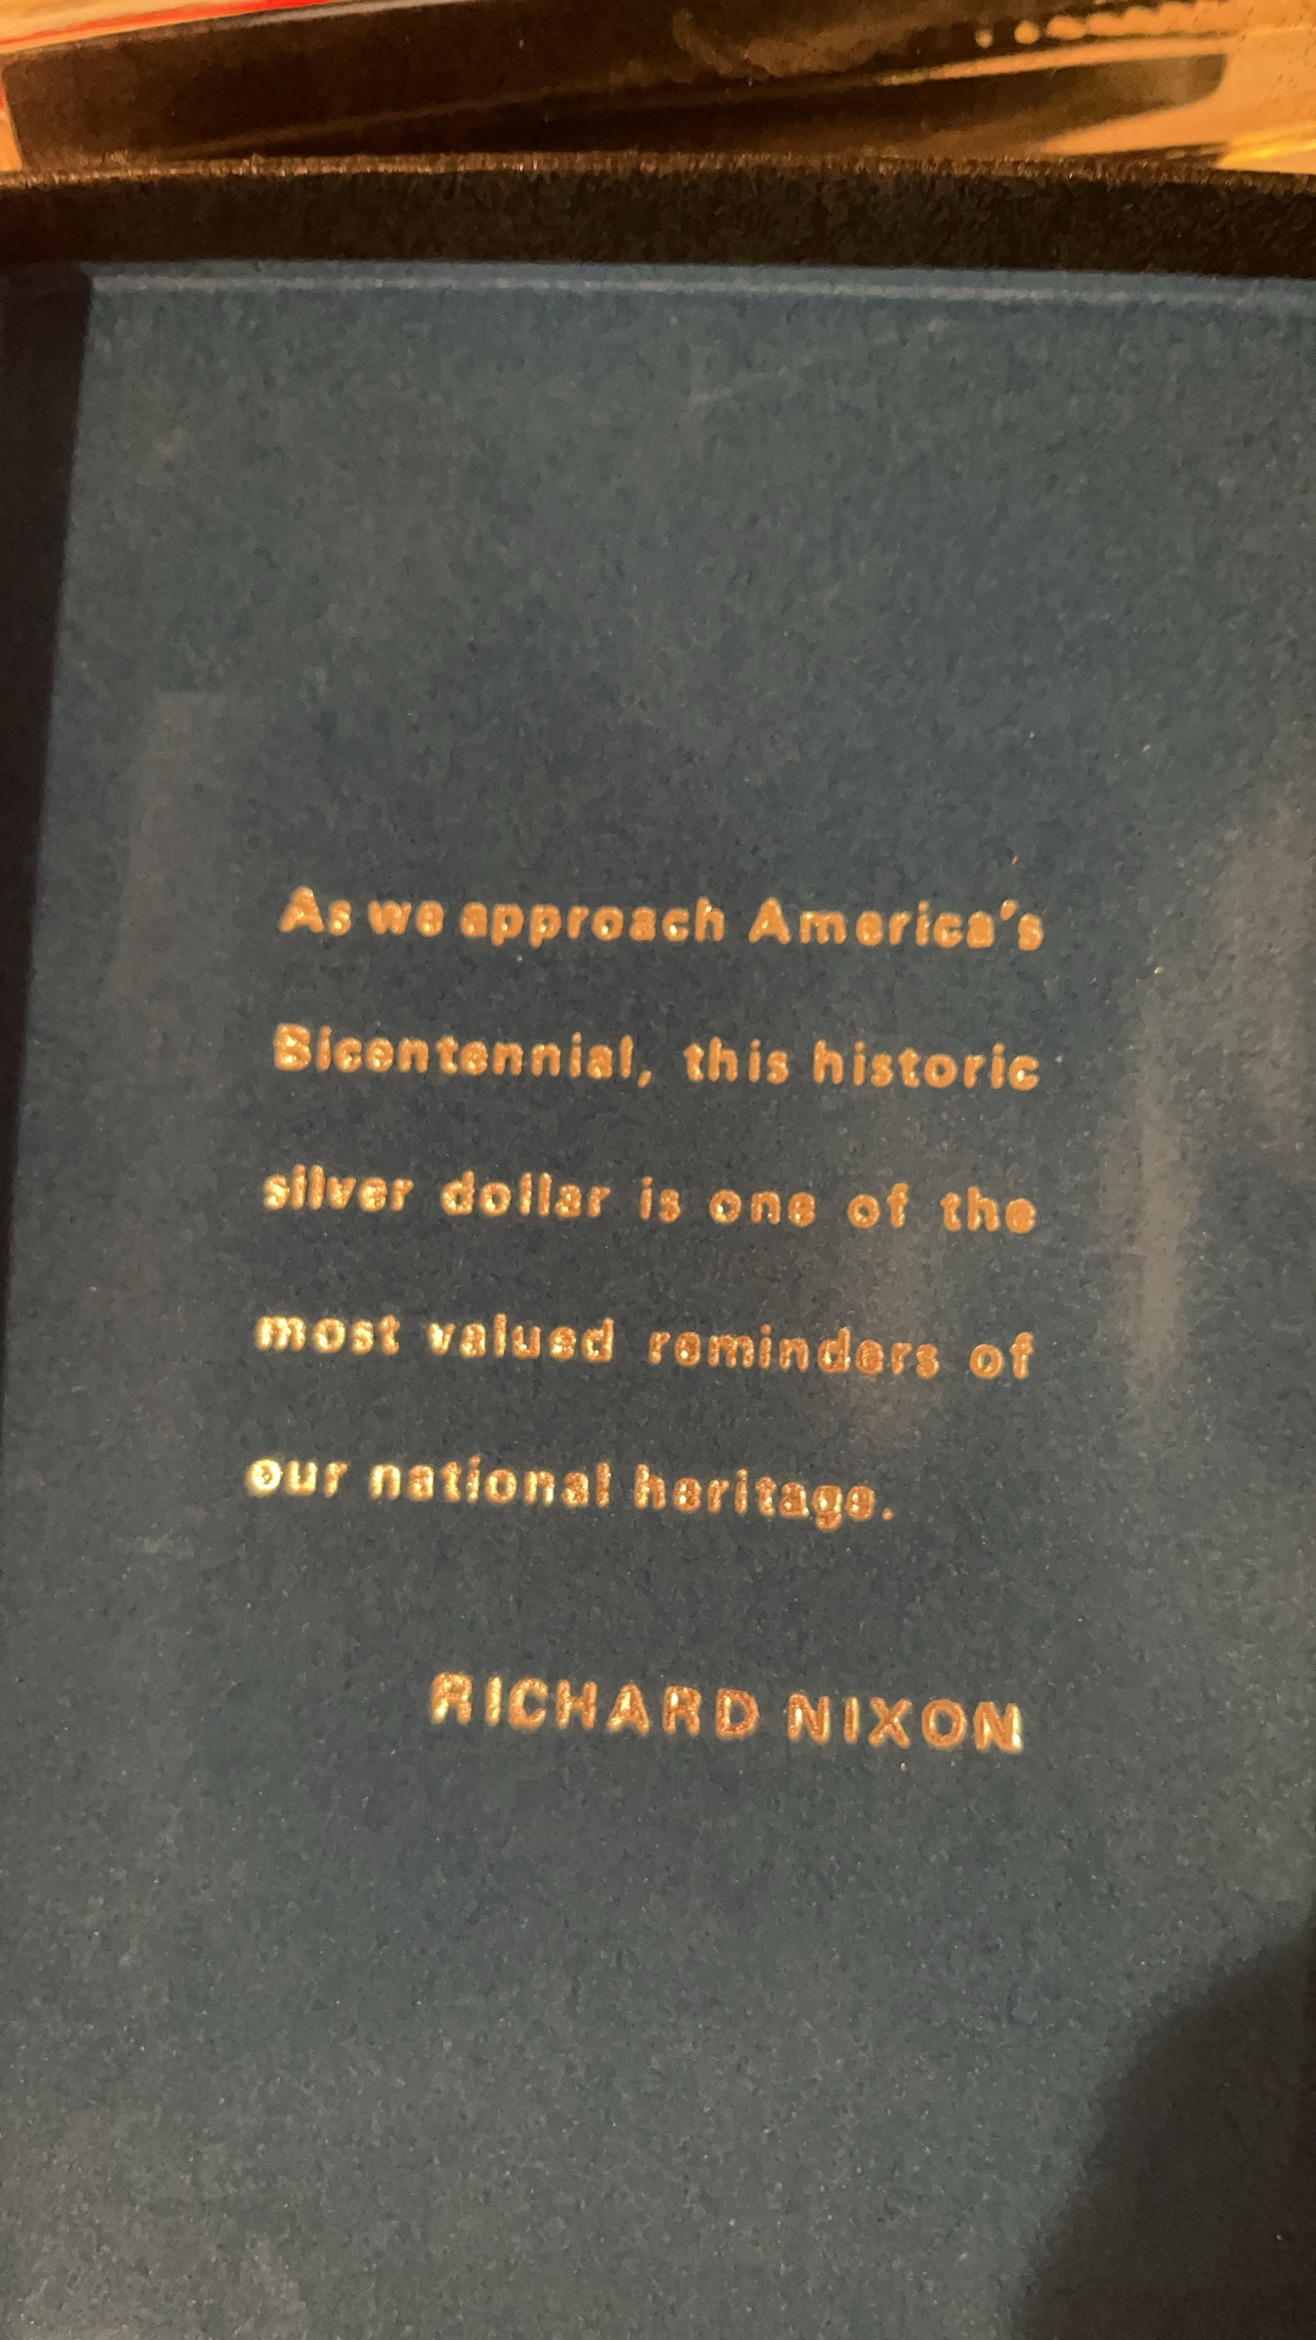 As we approach America's
Bicentennial, this historic
silver dollar is one of the
most valued reminders of
our national heritage.
RICHARD NIXON